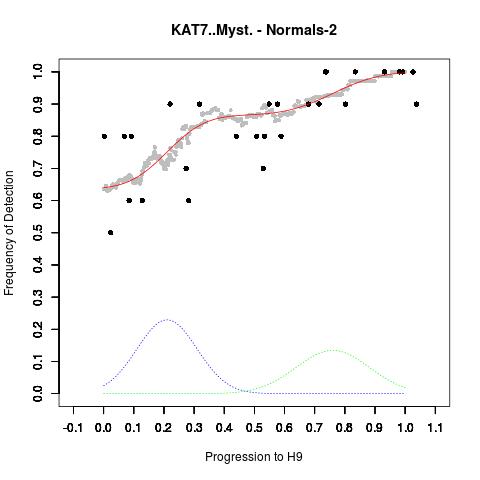 KAT7..Myst. - Normals-2
Frequency of Detection
1.0
0.9
0.8
0.7
0.6
0.5
0.4
0.3
0.2
0.1
0.0
-0.1 0.0 0.1 0.2 0.3 0.4 0.5 0.6 0.7 0.8 0.9 1.0 1.1
Progression to H9